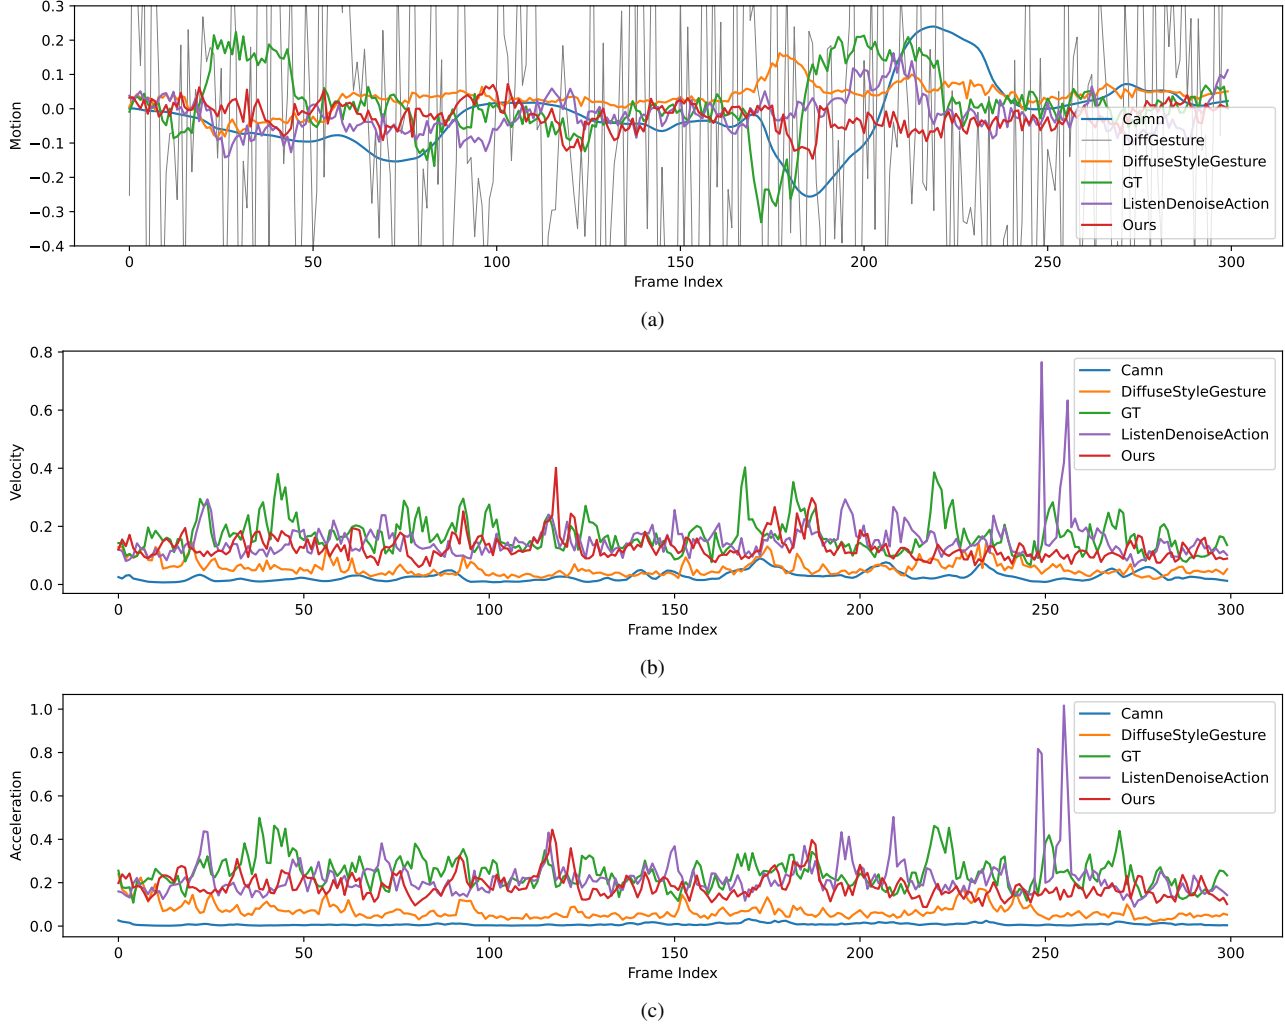 0.3
0.2
0.1
0.0
−0.1
−0.2
−0.3
−0.4
Motion
0 50 100 150 200 250 300
Frame Index
Camn
DiffGesture
DiffuseStyleGesture
GT
ListenDenoiseAction
Ours
(a)
0.8
0.6
0.4
0.2
0.0
Velocity
0 50 100 150 200 250 300
Frame Index
Camn
DiffuseStyleGesture
GT
ListenDenoiseAction
Ours
(b)
1.0
0.8
0.6
0.4
0.2
0.0
Acceleration
0 50 100 150 200 250 300
Frame Index
Camn
DiffuseStyleGesture
GT
ListenDenoiseAction
Ours
(c)